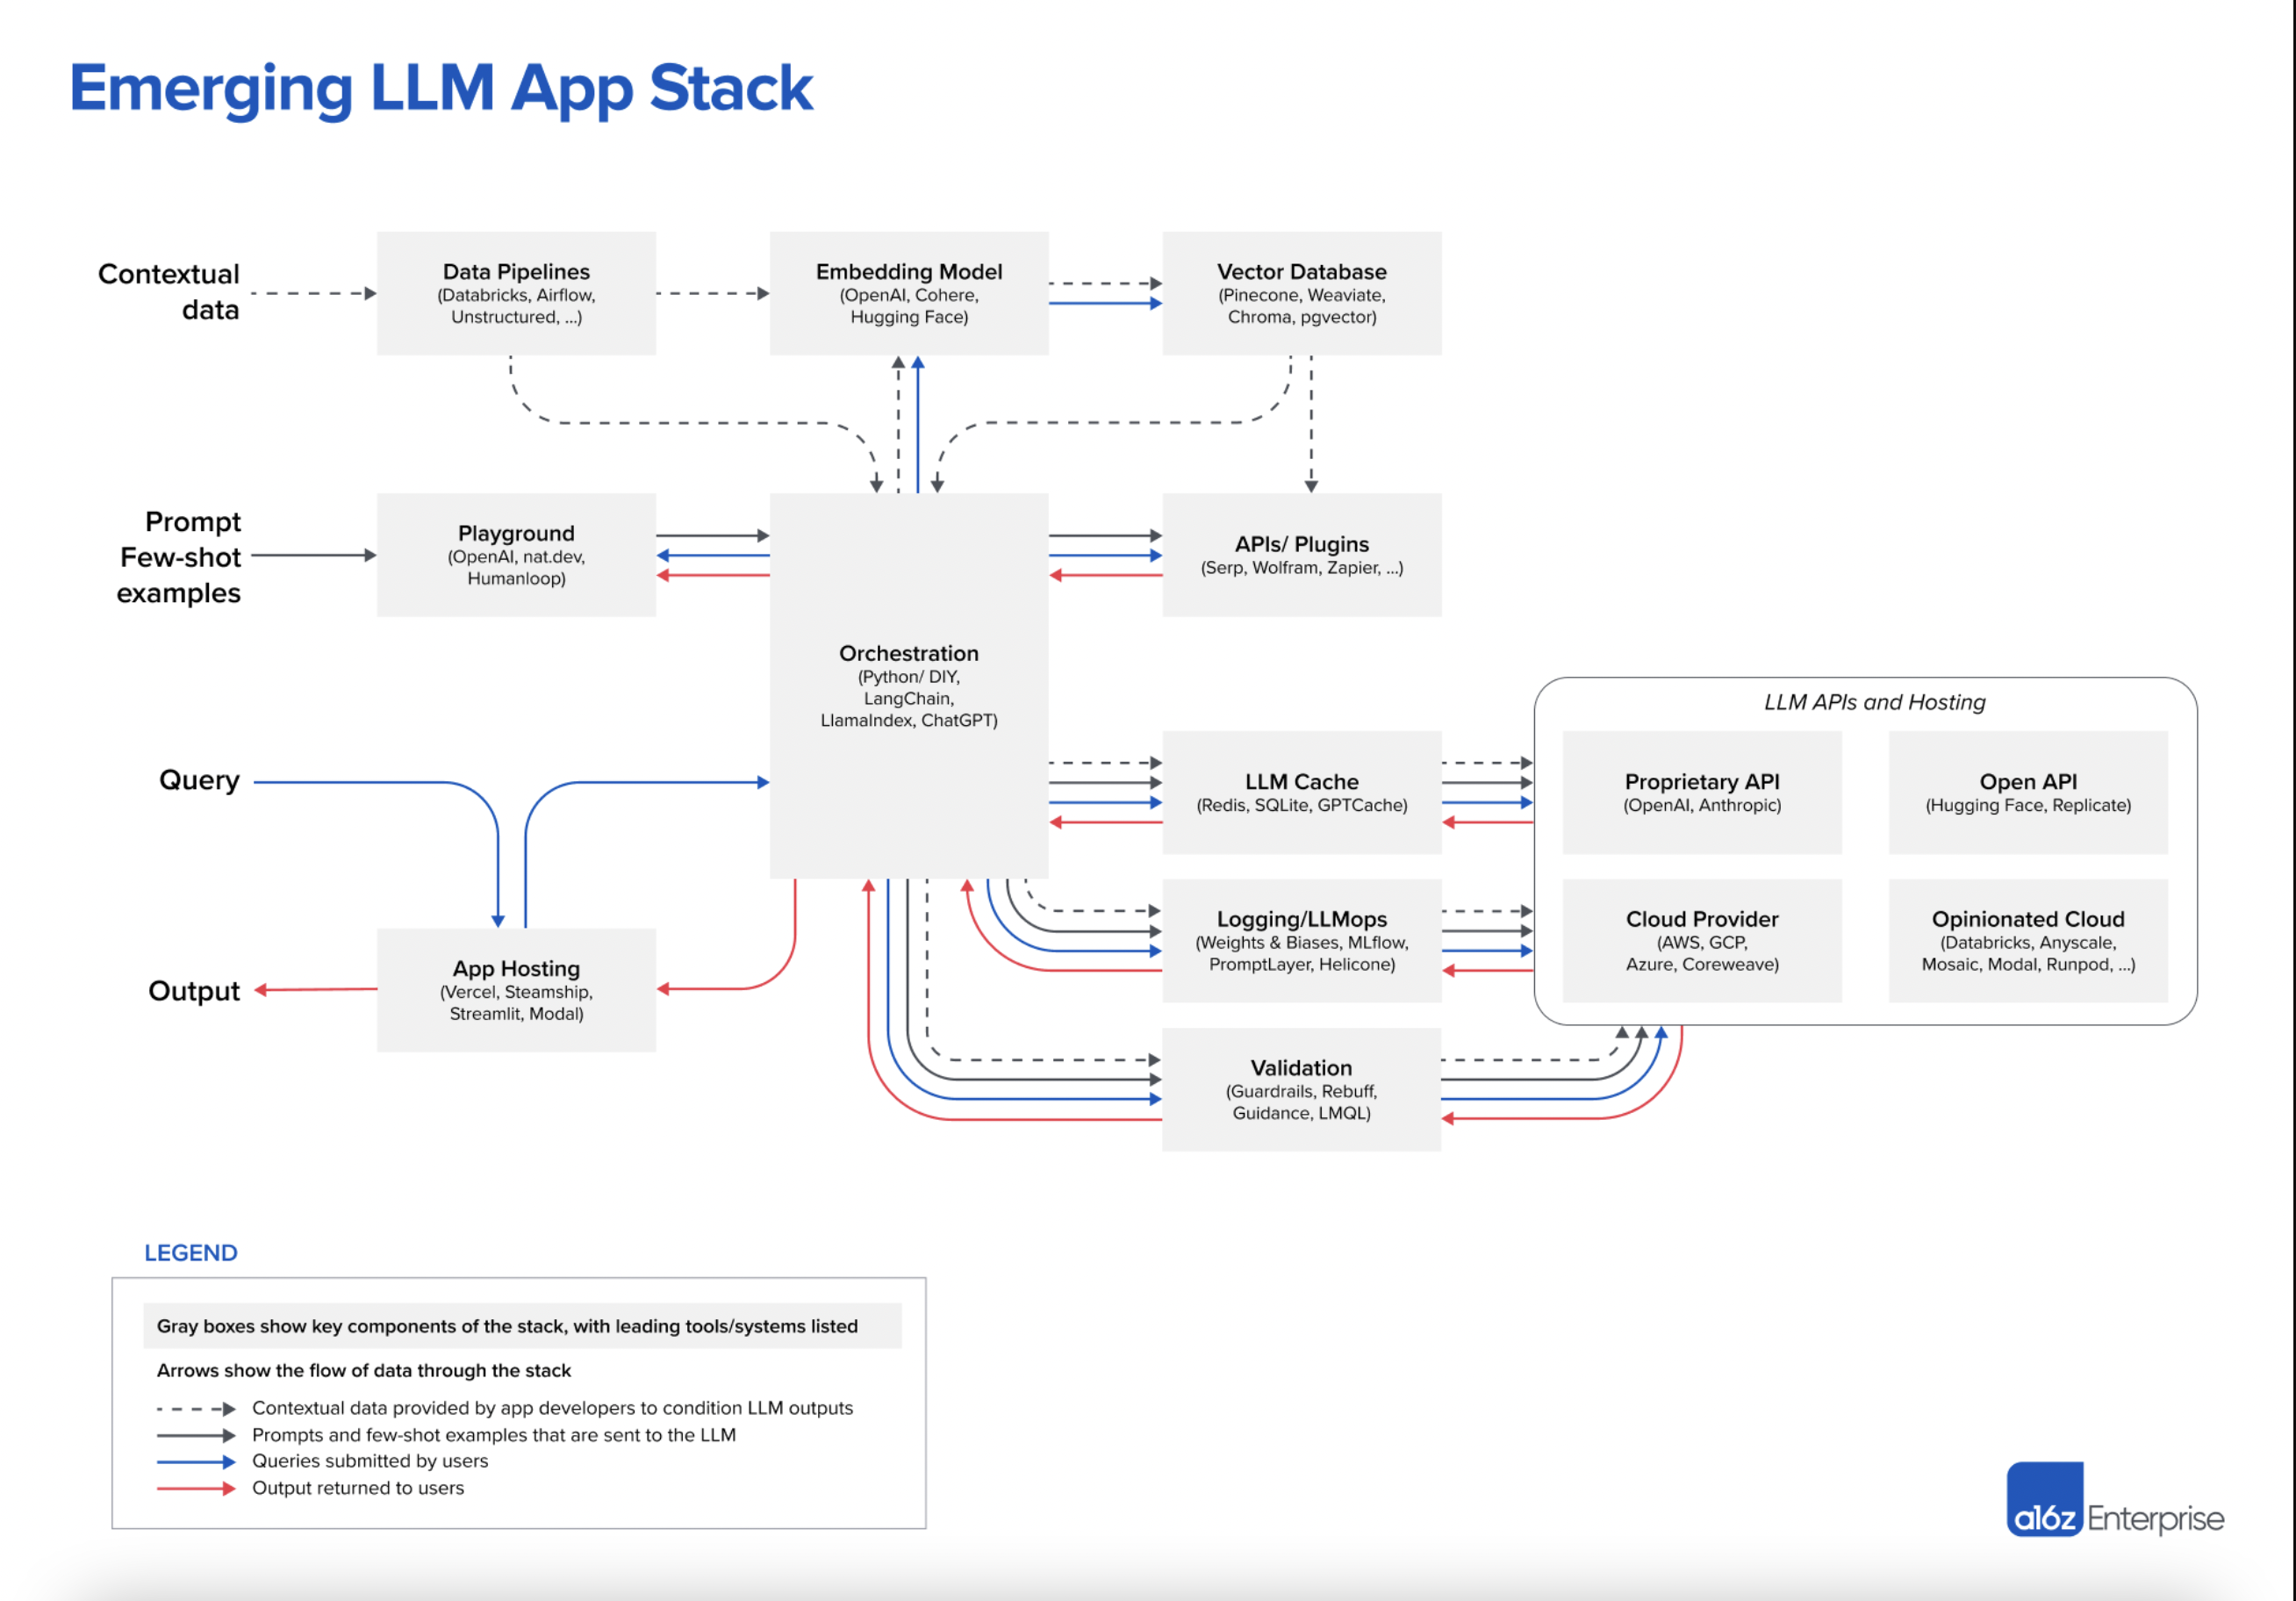 Emerging LLM App Stack
Contextual
data
Data Pipelines
(Databricks, Airflow,
Unstructured, ...)
Embedding Model
(OpenAI, Cohere,
Hugging Face)
Vector Database
(Pinecone, Weaviate,
Chroma, pgvector)
Prompt
Few-shot
examples
Playground
(OpenAI, nat.dev,
Humanloop)
Orchestration
(Python/ DIY,
LangChain,
LlamaIndex, ChatGPT)
APIs/ Plugins
(Serp, Wolfram, Zapier, ...)
Query
Output
App Hosting
(Vercel, Steamship,
Streamlit, Modal)
LLM Cache
(Redis, SQLite, GPTCache)
Logging/LLMops
(Weights & Biases, MLflow,
PromptLayer, Helicone)
Validation
(Guardrails, Rebuff,
Guidance, LMQL)
LLM APIs and Hosting
Proprietary API
(OpenAI, Anthropic)
Open API
(Hugging Face, Replicate)
Cloud Provider
(AWS, GCP,
Azure, Coreweave)
Opinionated Cloud
(Databricks, Anyscale,
Mosaic, Modal, Runpod, ...)
LEGEND
Gray boxes show key components of the stack, with leading tools/systems listed
Arrows show the flow of data through the stack
Contextual data provided by app developers to condition LLM outputs
Prompts and few-shot examples that are sent to the LLM
Queries submitted by users
Output returned to users
a16z Enterprise